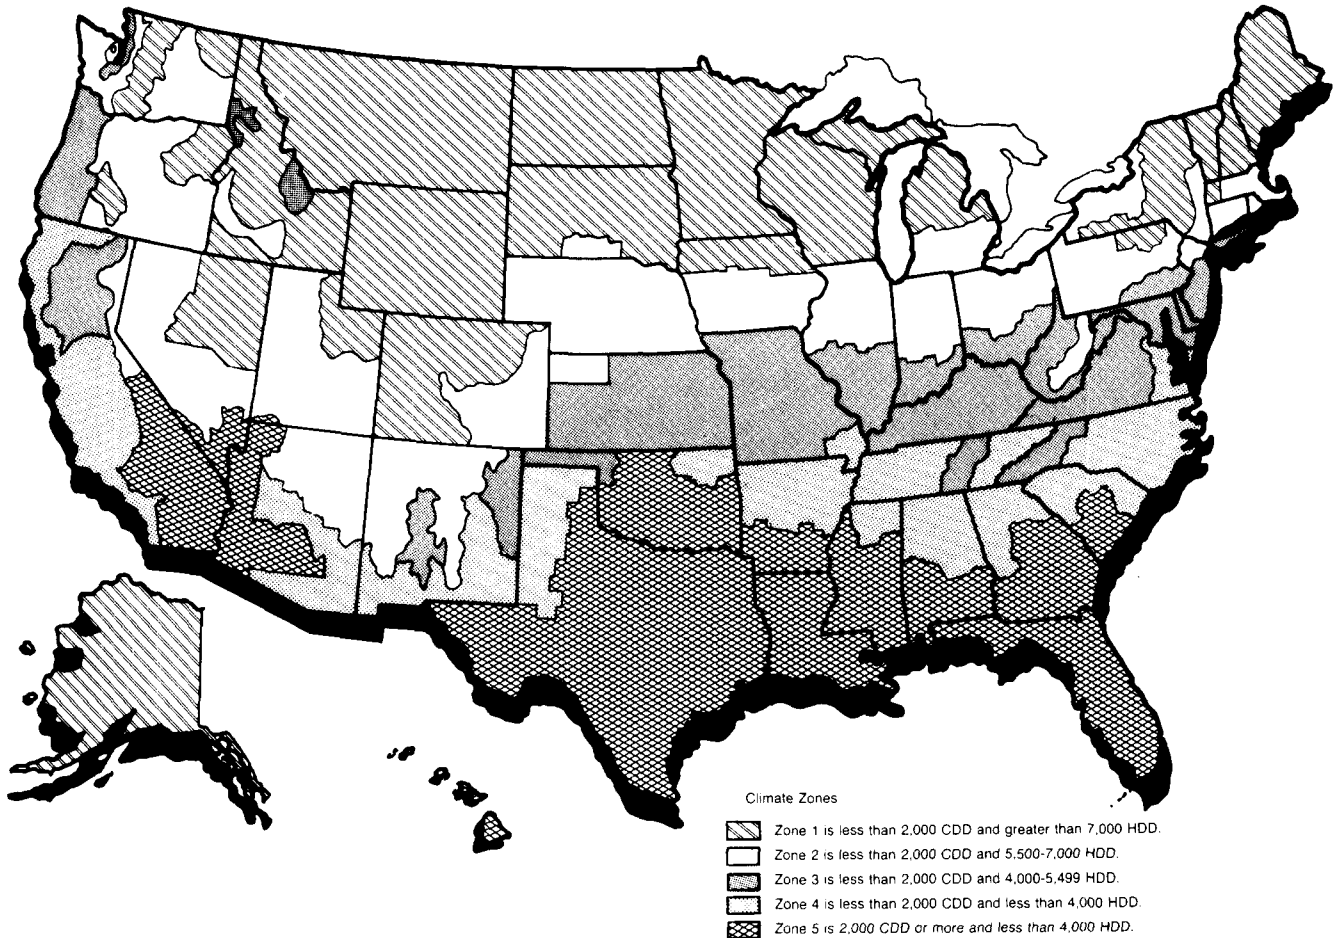 Climate Zones
Zone 1 is less than 2,000 CDD and greater than 7,000 HDD.
Zone 2 is less than 2,000 CDD and 5,500-7,000 HDD.
Zone 3 is less than 2,000 CDD and 4,000-5,499 HDD.
Zone 4 is less than 2,000 CDD and less than 4,000 HDD.
Zone 5 is 2,000 CDD or more and less than 4,000 HDD.